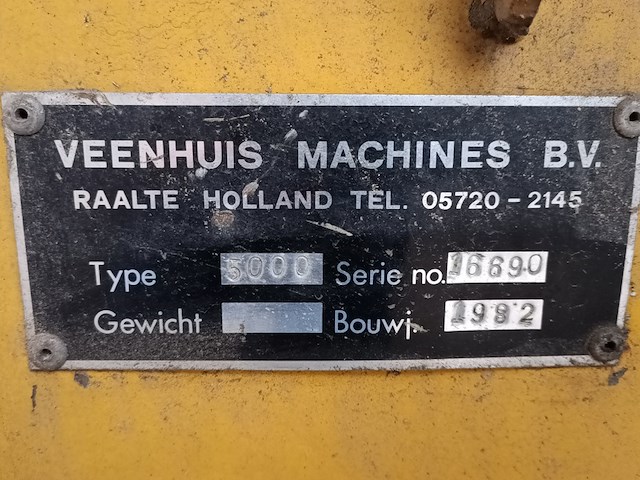 VEENHUIS MACHINES B.V.
RAALTE HOLLAND TEL. 05720-2145
Type 5000 Serie no. 16690
Gewicht Bouwj. 1982